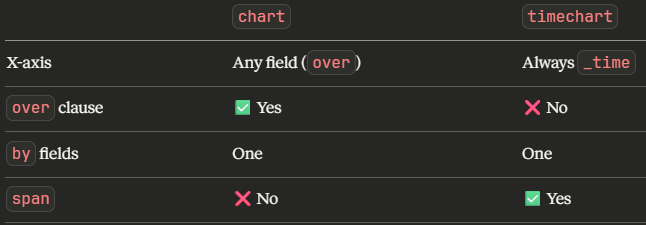 chart timechart
X-axis Any field (over) Always _time
over clause ✅ Yes ❌ No
by fields One One
span ❌ No ✅ Yes